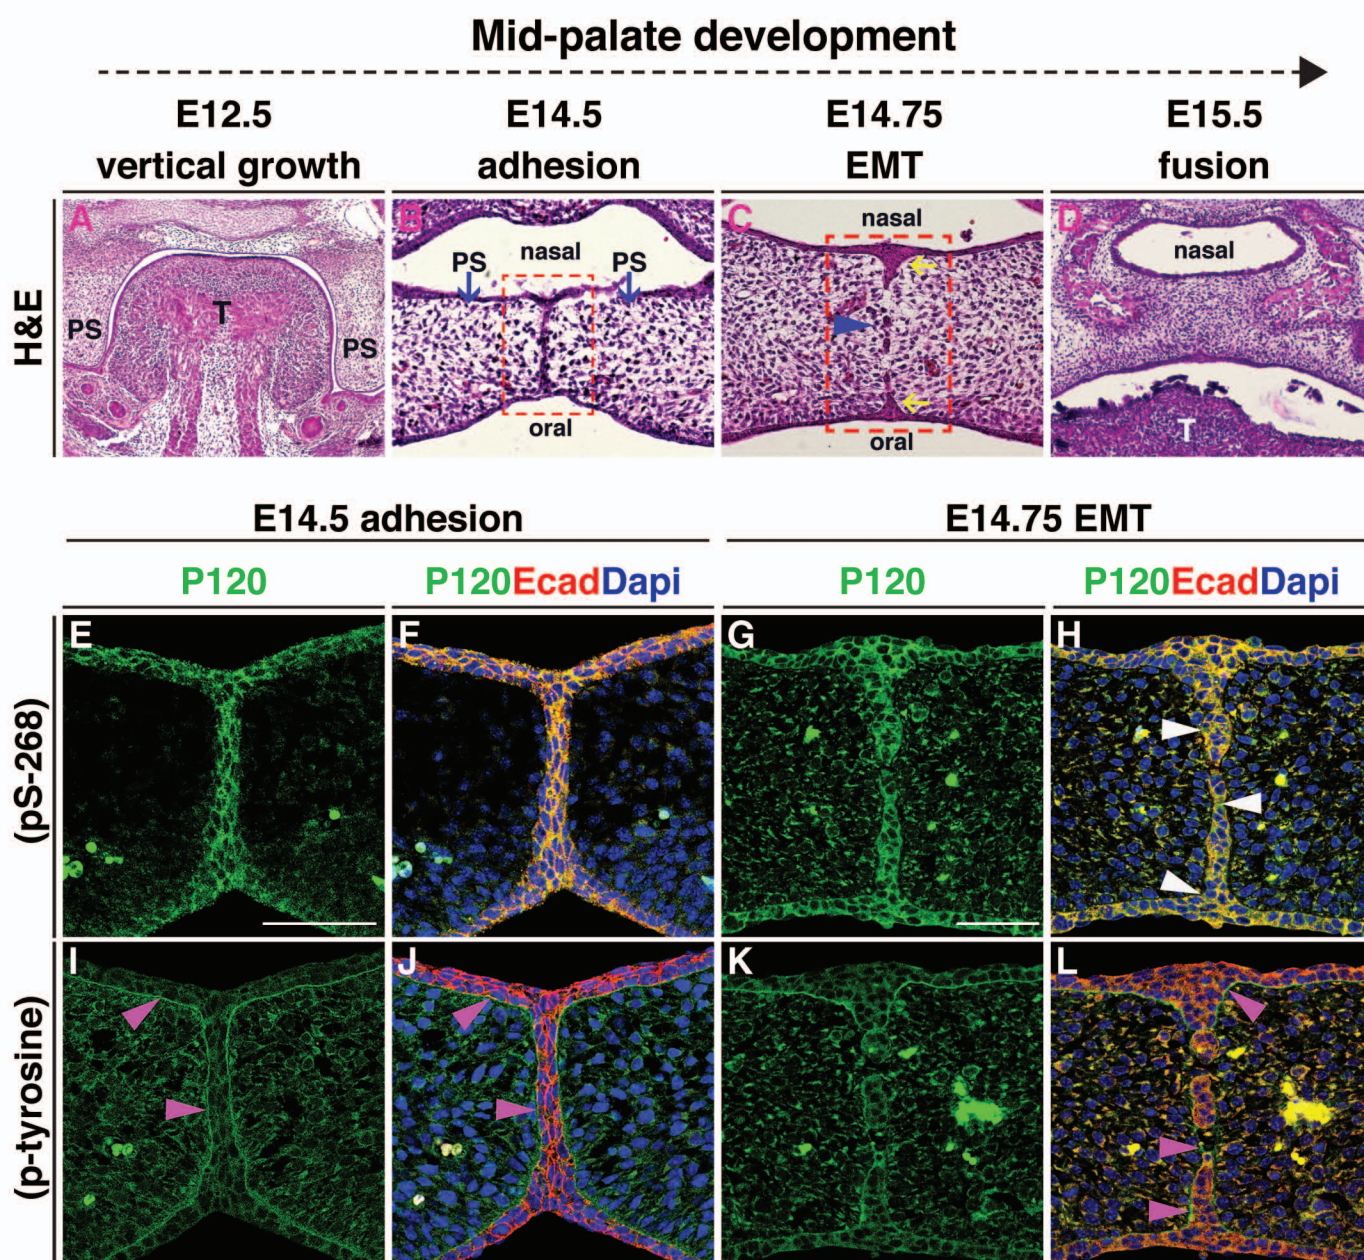 Mid-palate development
E12.5
vertical growth
E14.5
adhesion
E14.75
EMT
E15.5
fusion
H&E
A
PS
T
PS
B
nasal
PS
PS
oral
C
nasal
oral
D
nasal
T
E14.5 adhesion
E14.75 EMT
P120
P120EcadDapi
P120
P120EcadDapi
(pS-268)
E
F
G
H
(p-tyrosine)
I
J
K
L